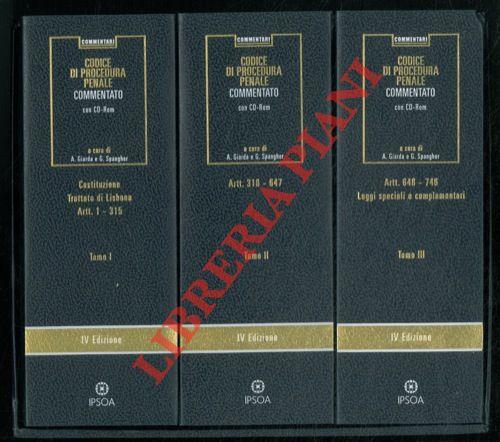 COMMENTARI
CODICE
DI PROCEDURA
PENALE
COMMENTATO
con CD-Rom
a cura di
A. Giarda e G. Spangher
Costituzione
Trattato di Lisbona
Artt. 1 - 315
Tomo I
IV Edizione
IPSOA
COMMENTARI
CODICE
DI PROCEDURA
PENALE
COMMENTATO
con CD-Rom
a cura di
A. Giarda e G. Spangher
Artt. 316 - 647
Tomo II
IV Edizione
IPSOA
COMMENTARI
CODICE
DI PROCEDURA
PENALE
COMMENTATO
con CD-Rom
a cura di
A. Giarda e G. Spangher
Artt. 648 - 746
Leggi speciali e complementari
Tomo III
IV Edizione
IPSOA
LIBRERIA PIANI